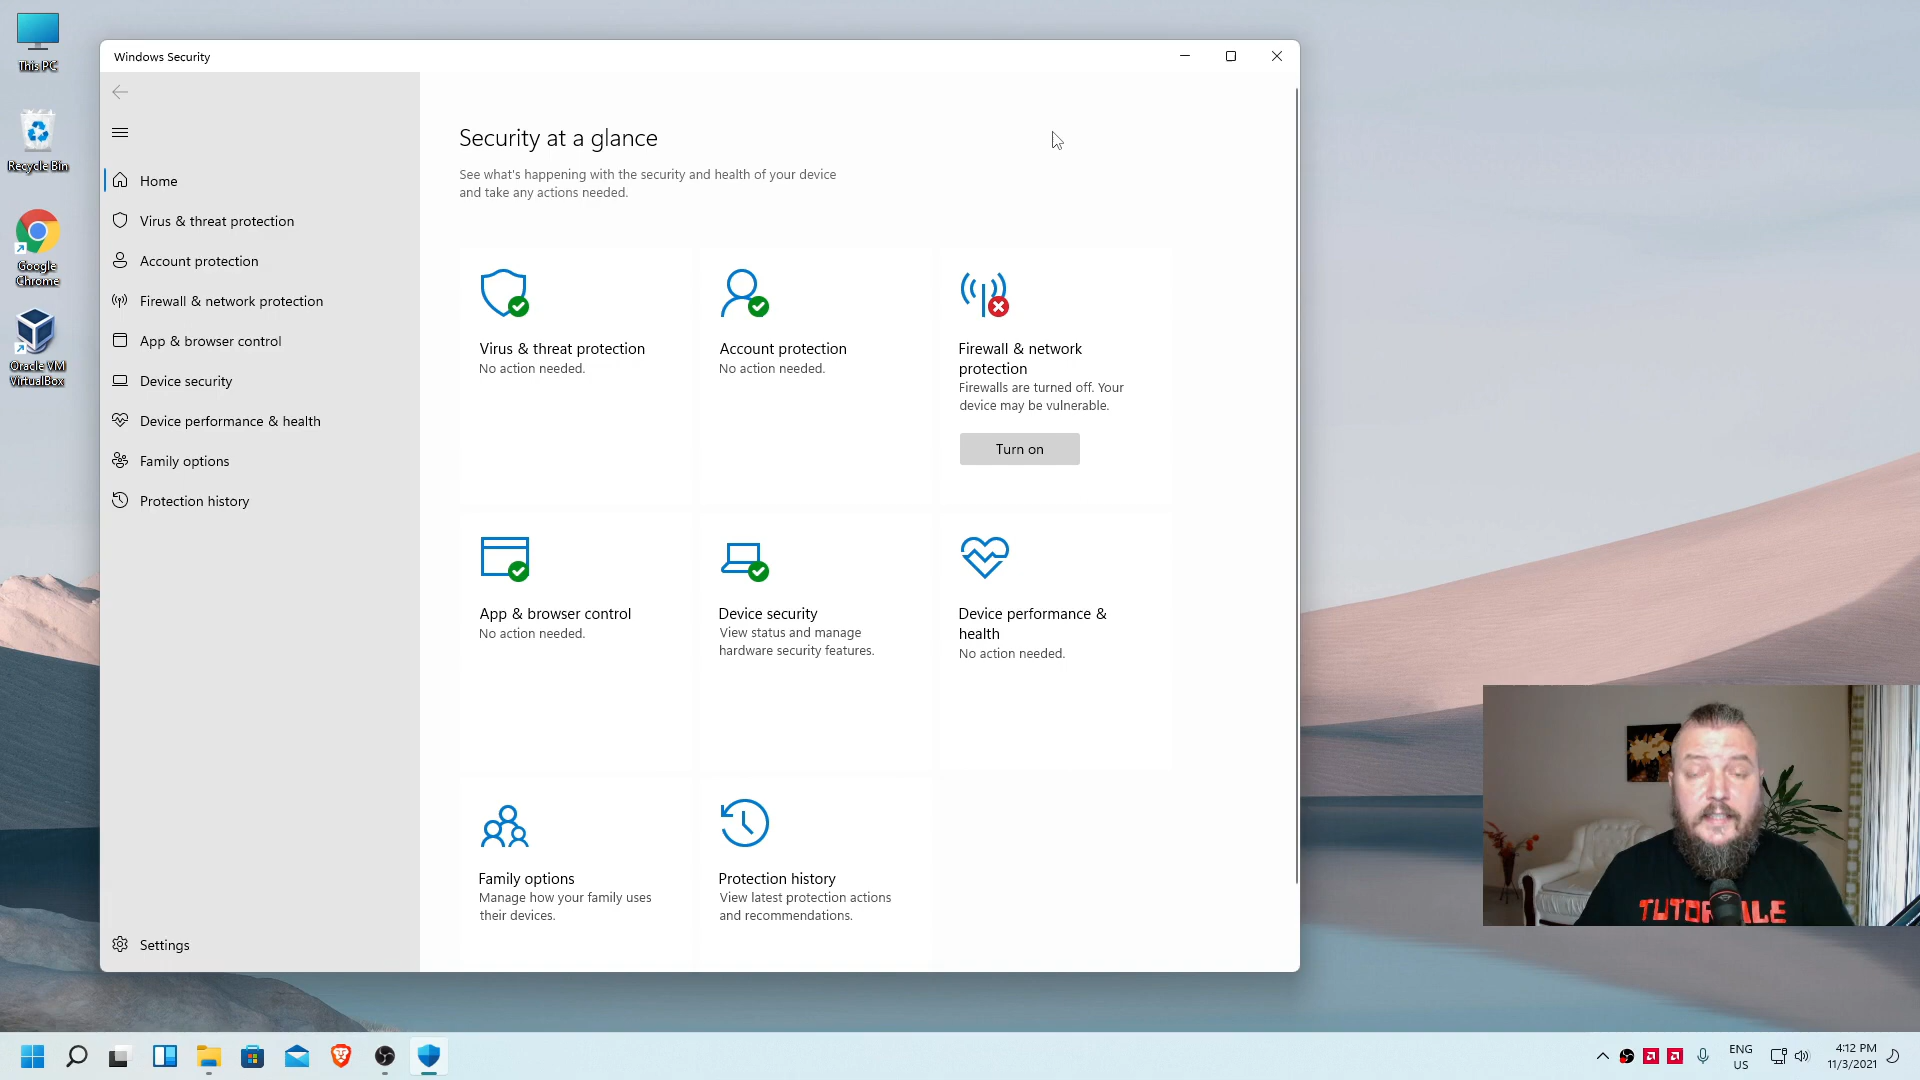 This PC
Recycle Bin
Google
Chrome
Oracle VM
VirtualBox
Windows Security
Home
Virus & threat protection
Account protection
Firewall & network protection
App & browser control
Device security
Device performance & health
Family options
Protection history
Settings
Security at a glance
See what's happening with the security and health of your device
and take any actions needed.
Virus & threat protection
No action needed.
Account protection
No action needed.
Firewall & network
protection
Firewalls are turned off. Your
device may be vulnerable.
Turn on
App & browser control
No action needed.
Device security
View status and manage
hardware security features.
Device performance &
health
No action needed.
Family options
Manage how your family uses
their devices.
Protection history
View latest protection actions
and recommendations.
ENG
US
4:12 PM
11/3/2021